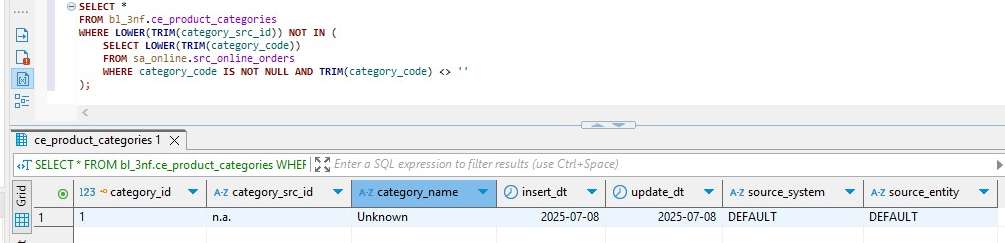 SELECT *
FROM bl_3nf.ce_product_categories
WHERE LOWER(TRIM(category_src_id)) NOT IN (
SELECT LOWER(TRIM(category_code))
FROM sa_online.src_online_orders
WHERE category_code IS NOT NULL AND TRIM(category_code) <> ''
);
ce_product_categories 1
SELECT * FROM bl_3nf.ce_product_categories WHEF
Enter a SQL expression to filter results (use Ctrl+Space)
Grid
123 category_id A-Z category_src_id A-Z category_name insert_dt update_dt A-Z source_system A-Z source_entity
1 1 n.a. Unknown 2025-07-08 2025-07-08 DEFAULT DEFAULT